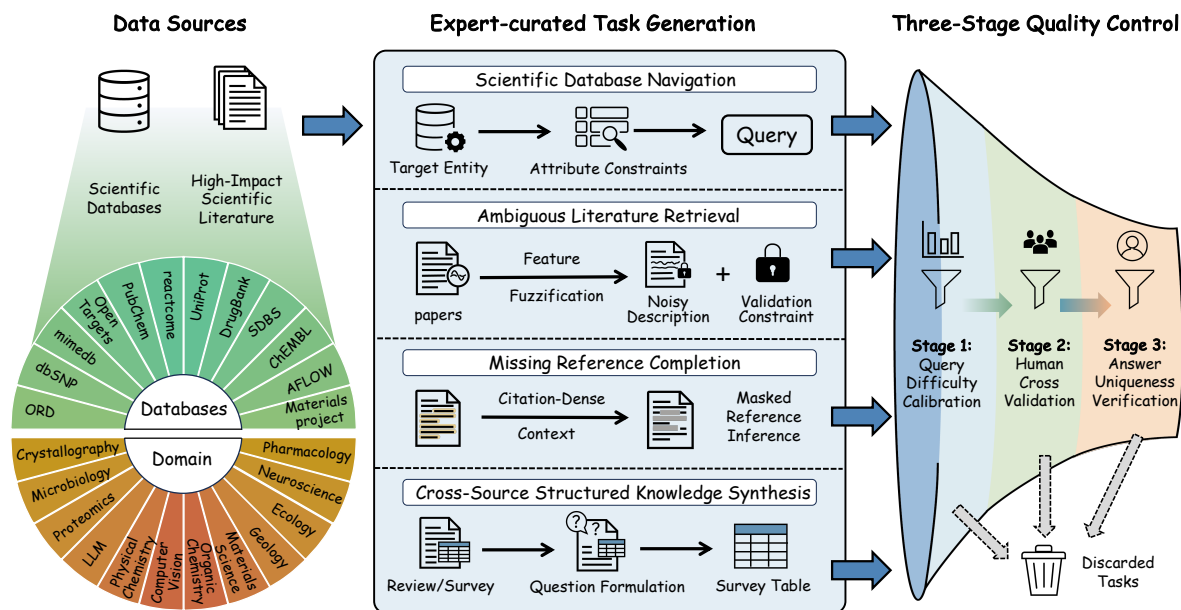 Data Sources
Expert-curated Task Generation
Three-Stage Quality Control
Scientific
Databases
High-Impact
Scientific
Literature
ORD
dbSNP
mimedb
Open
Targets
PubChem
reactcome
UniProt
DrugBank
SDBS
ChEMBL
AFLOW
Materials
project
Databases
Domain
Crystallography
Microbiology
Proteomics
LLM
Physical
Chemistry
Computer
Vision
Organic
Chemistry
Materials
Science
Geology
Ecology
Neuroscience
Pharmacology
Scientific Database Navigation
Target Entity
Attribute Constraints
Query
Ambiguous Literature Retrieval
papers
Feature
Fuzzification
Noisy
Description
+
Validation
Constraint
Missing Reference Completion
Citation-Dense
Context
Masked
Reference
Inference
Cross-Source Structured Knowledge Synthesis
? ?
Review/Survey
Question Formulation
Survey Table
Stage 1:
Query
Difficulty
Calibration
Stage 2:
Human
Cross
Validation
Stage 3:
Answer
Uniqueness
Verification
Discarded
Tasks